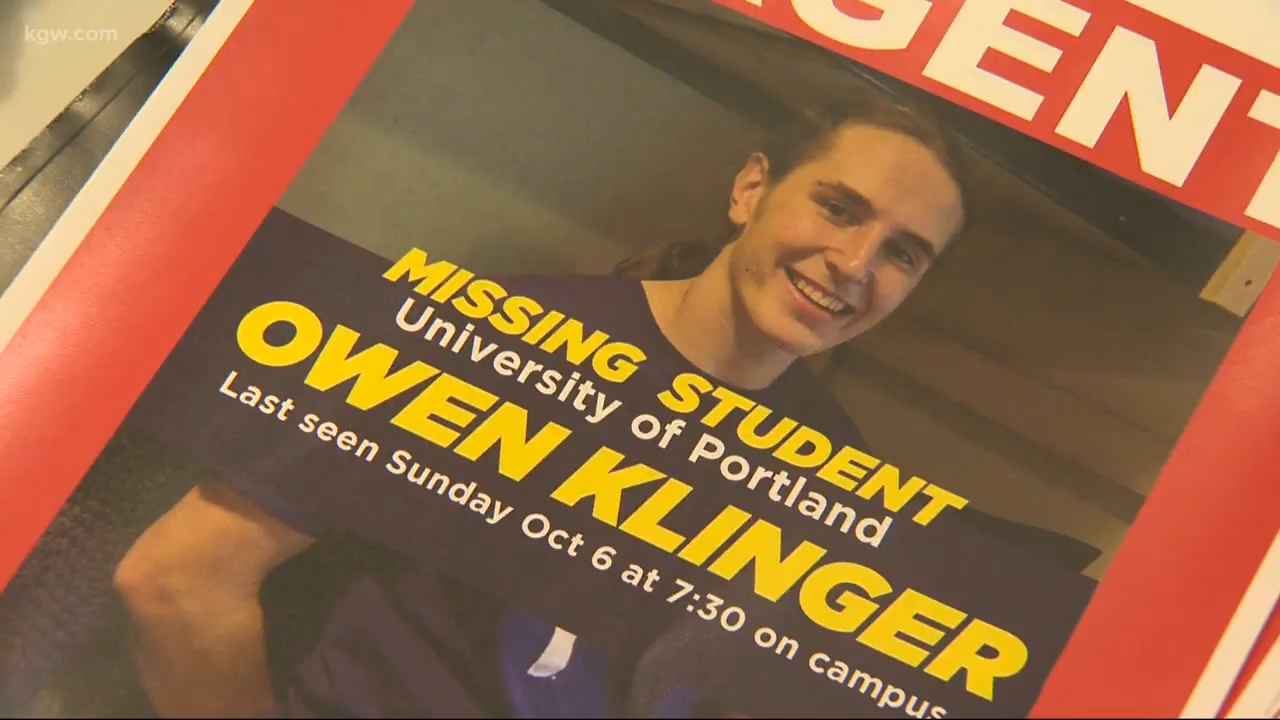 kgw.com
GENT
MISSING STUDENT
University of Portland
OWEN KLINGER
Last seen Sunday Oct 6 at 7:30 on campus